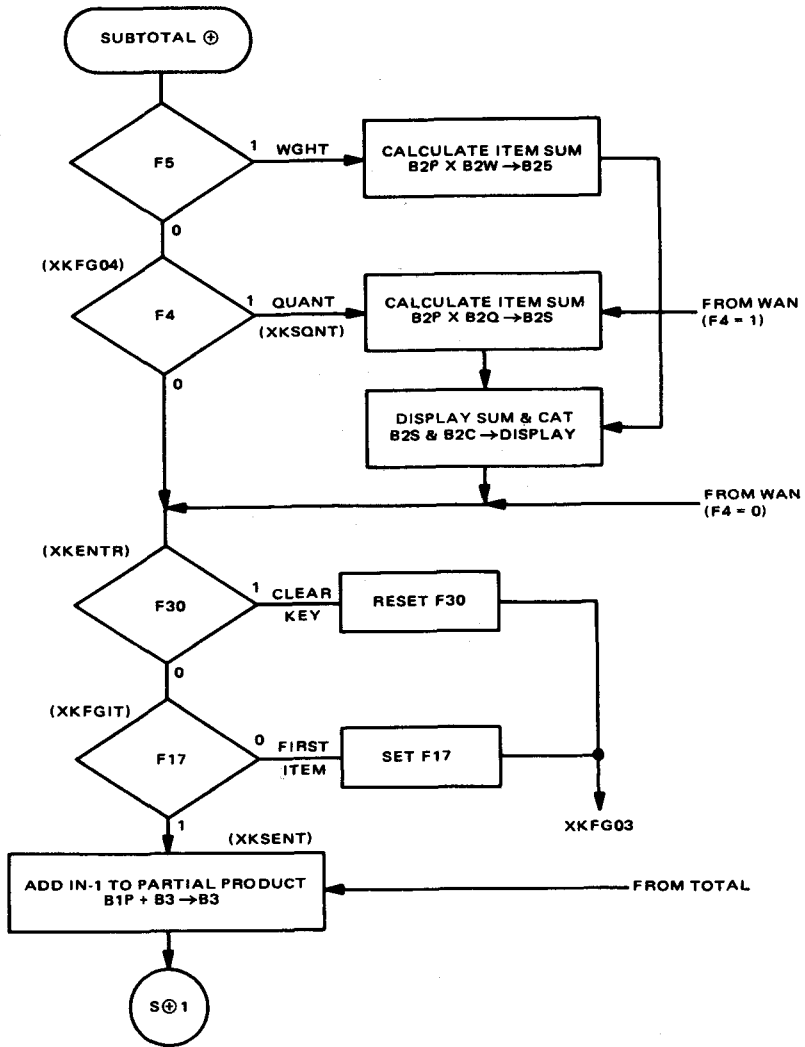 SUBTOTAL ⊕
F5
1
WGHT
CALCULATE ITEM SUM
B2P X B2W →B25
0
(XKFG04)
F4
1
QUANT
(XKSQNT)
CALCULATE ITEM SUM
B2P X B2Q →B2S
FROM WAN
(F4 = 1)
0
DISPLAY SUM & CAT
B2S & B2C →DISPLAY
FROM WAN
(F4 = 0)
(XKENTR)
F30
1
CLEAR
KEY
RESET F30
0
(XKFGIT)
F17
0
FIRST
ITEM
SET F17
XKFG03
1
(XKSENT)
ADD IN-1 TO PARTIAL PRODUCT
B1P + B3 →B3
FROM TOTAL
S⊕1